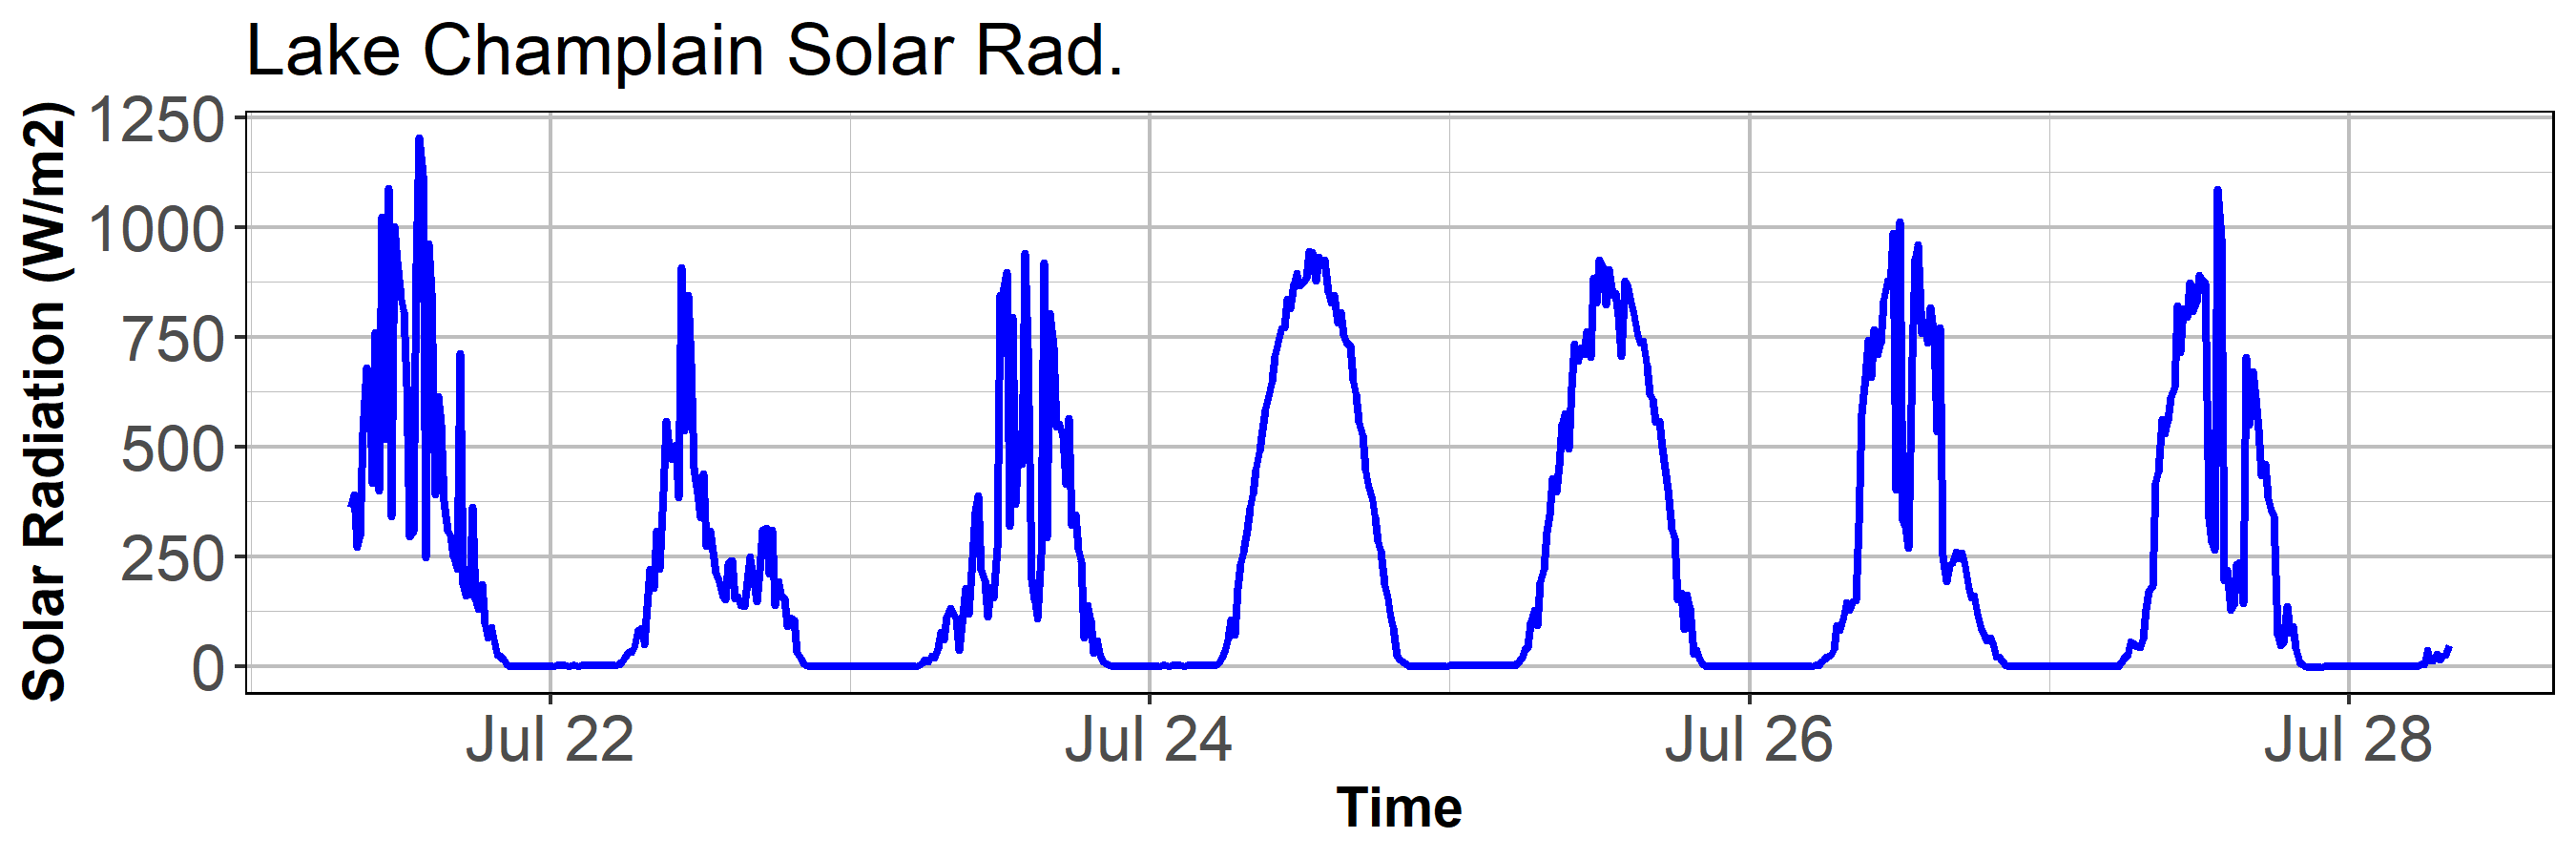 Lake Champlain Solar Rad.
Solar Radiation (W/m2)
1250
1000
750
500
250
0
Jul 22 Jul 24 Jul 26 Jul 28
Time